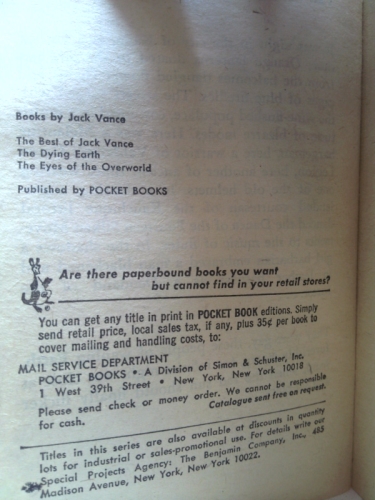 Books by Jack Vance
The Best of Jack Vance
The Dying Earth
The Eyes of the Overworld
Published by POCKET BOOKS
Are there paperbound books you want
but cannot find in your retail stores?
You can get any title in print in POCKET BOOK editions. Simply
send retail price, local sales tax, if any, plus 35¢ per book to
cover mailing and handling costs, to:
MAIL SERVICE DEPARTMENT
POCKET BOOKS • A Division of Simon & Schuster, Inc.
1 West 39th Street • New York, New York 10018
Please send check or money order. We cannot be responsible
for cash.
Catalogue sent free on request.
Titles in this series are also available at discounts in quantity
lots for industrial or sales-promotional use. For details write our
Special Projects Agency: The Benjamin Company, Inc., 485
Madison Avenue, New York, New York 10022.